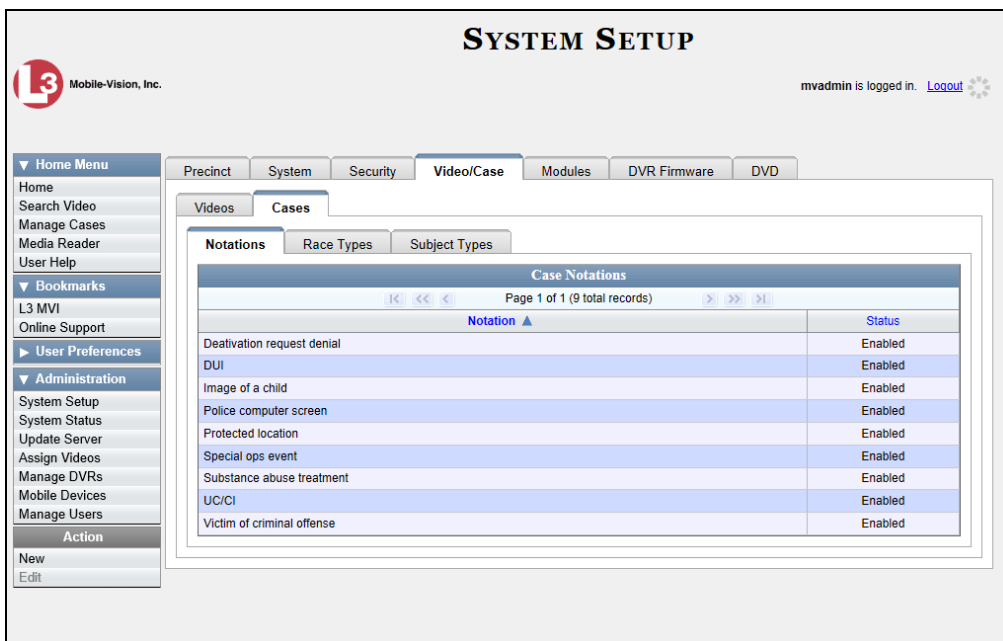 SYSTEM SETUP
L3 Mobile-Vision, Inc.
mvadmin is logged in. Logout
▼ Home Menu
Home
Search Video
Manage Cases
Media Reader
User Help
▼ Bookmarks
L3 MVI
Online Support
▶ User Preferences
▼ Administration
System Setup
System Status
Update Server
Assign Videos
Manage DVRs
Mobile Devices
Manage Users
Action
New
Edit
Precinct System Security Video/Case Modules DVR Firmware DVD
Videos Cases
Notations Race Types Subject Types
Case Notations
|< << < Page 1 of 1 (9 total records) > >> >|
Notation ▲ Status
Deativation request denial Enabled
DUI Enabled
Image of a child Enabled
Police computer screen Enabled
Protected location Enabled
Special ops event Enabled
Substance abuse treatment Enabled
UC/CI Enabled
Victim of criminal offense Enabled